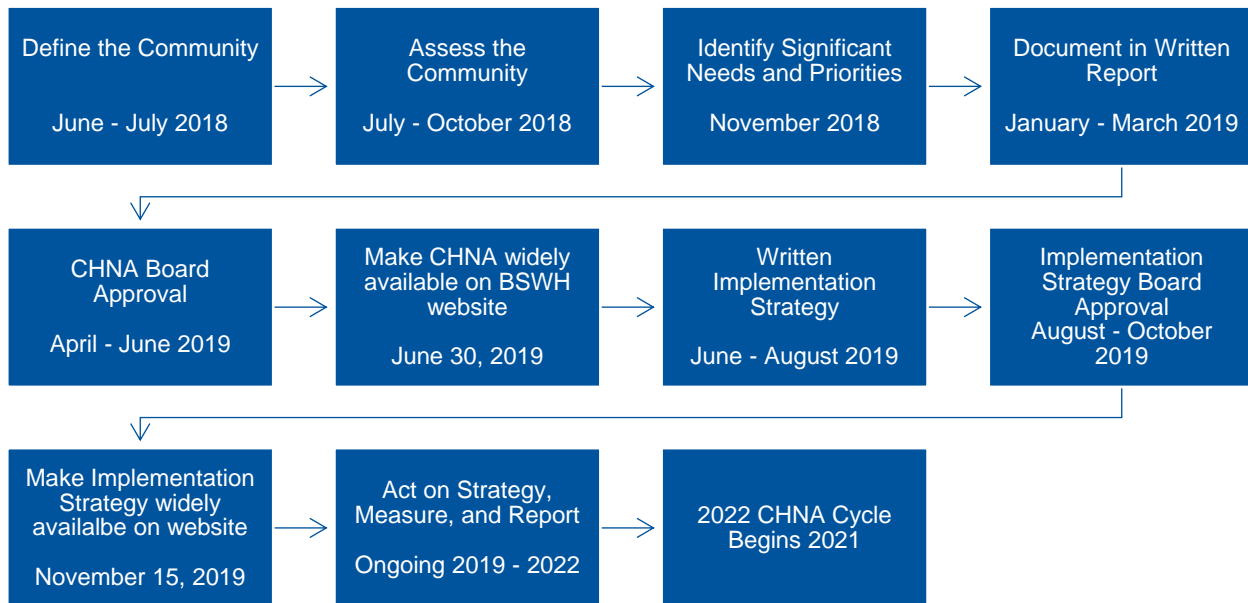 Define the Community
June - July 2018
Assess the
Community
July - October 2018
Identify Significant
Needs and Priorities
November 2018
Document in Written
Report
January - March 2019
CHNA Board
Approval
April - June 2019
Make CHNA widely
available on BSWH
website
June 30, 2019
Written
Implementation
Strategy
June - August 2019
Implementation
Strategy Board
Approval
August - October
2019
Make Implementation
Strategy widely
availalbe on website
November 15, 2019
Act on Strategy,
Measure, and Report
Ongoing 2019 - 2022
2022 CHNA Cycle
Begins 2021